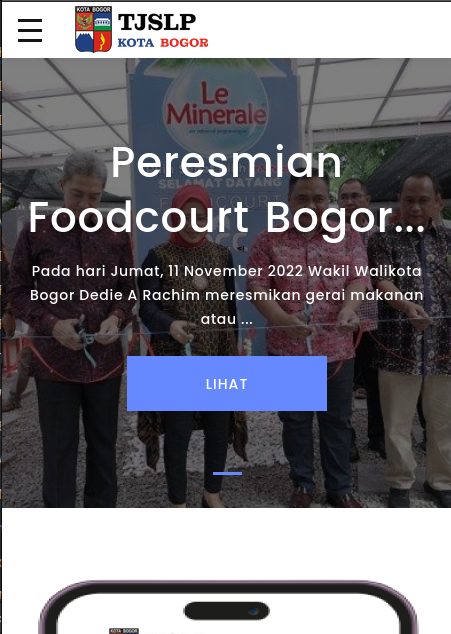 KOTA BOGOR
TJSLP
KOTA BOGOR
Le
Minerale
SELAMAT DATANG
FOODCOURT
Peresmian
Foodcourt Bogor...
Pada hari Jumat, 11 November 2022 Wakil Walikota
Bogor Dedie A Rachim meresmikan gerai makanan
atau ...
LIHAT
KOTA BOGOR